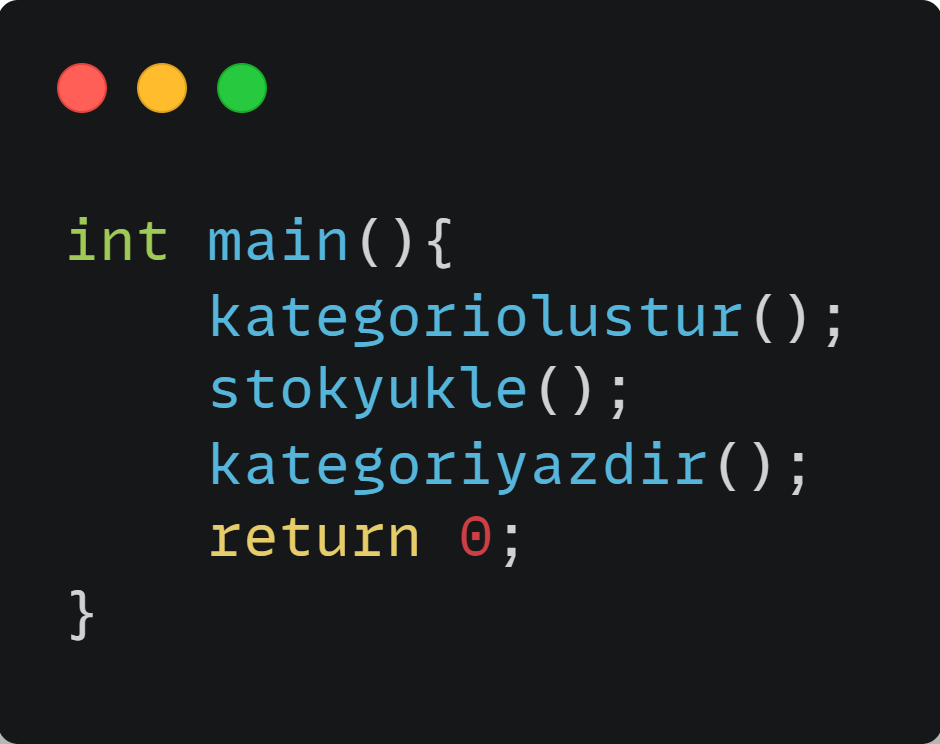 int main(){
    kategoriolustur();
    stokyukle();
    kategoriyazdir();
    return 0;
}